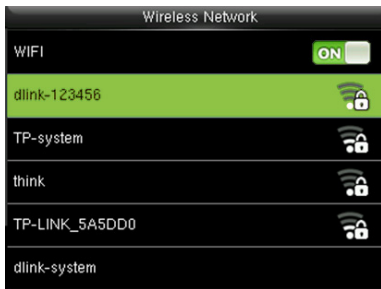 Wireless Network
WIFI ON
dlink-123456
TP-system
think
TP-LINK_5A5DD0
dlink-system